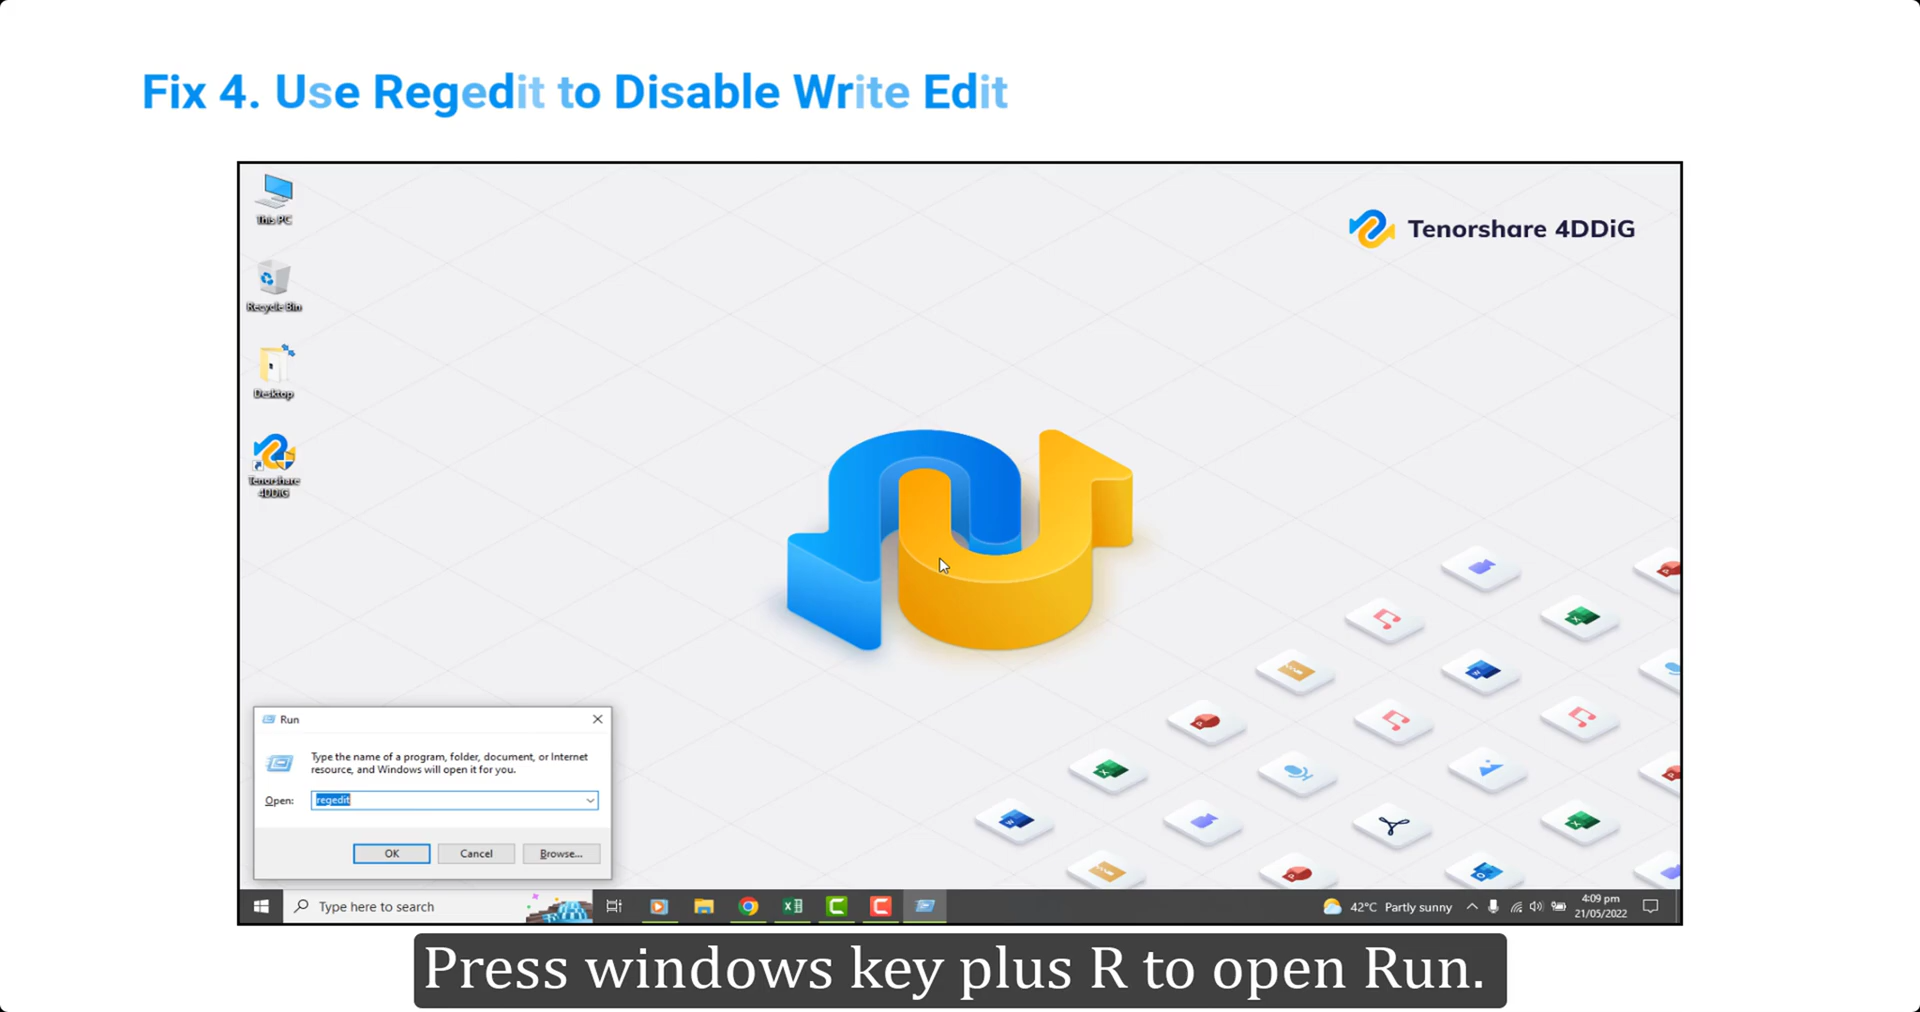 Fix 4. Use Regedit to Disable Write Edit
This PC
Tenorshare 4DDiG
Recycle Bin
Desktop
Tenorshare
4DDiG
Run
Type the name of a program, folder, document, or Internet
resource, and Windows will open it for you.
Open: regedit
OK Cancel Browse...
Type here to search
42°C Partly sunny
4:09 pm
21/05/2022
Press windows key plus R to open Run.